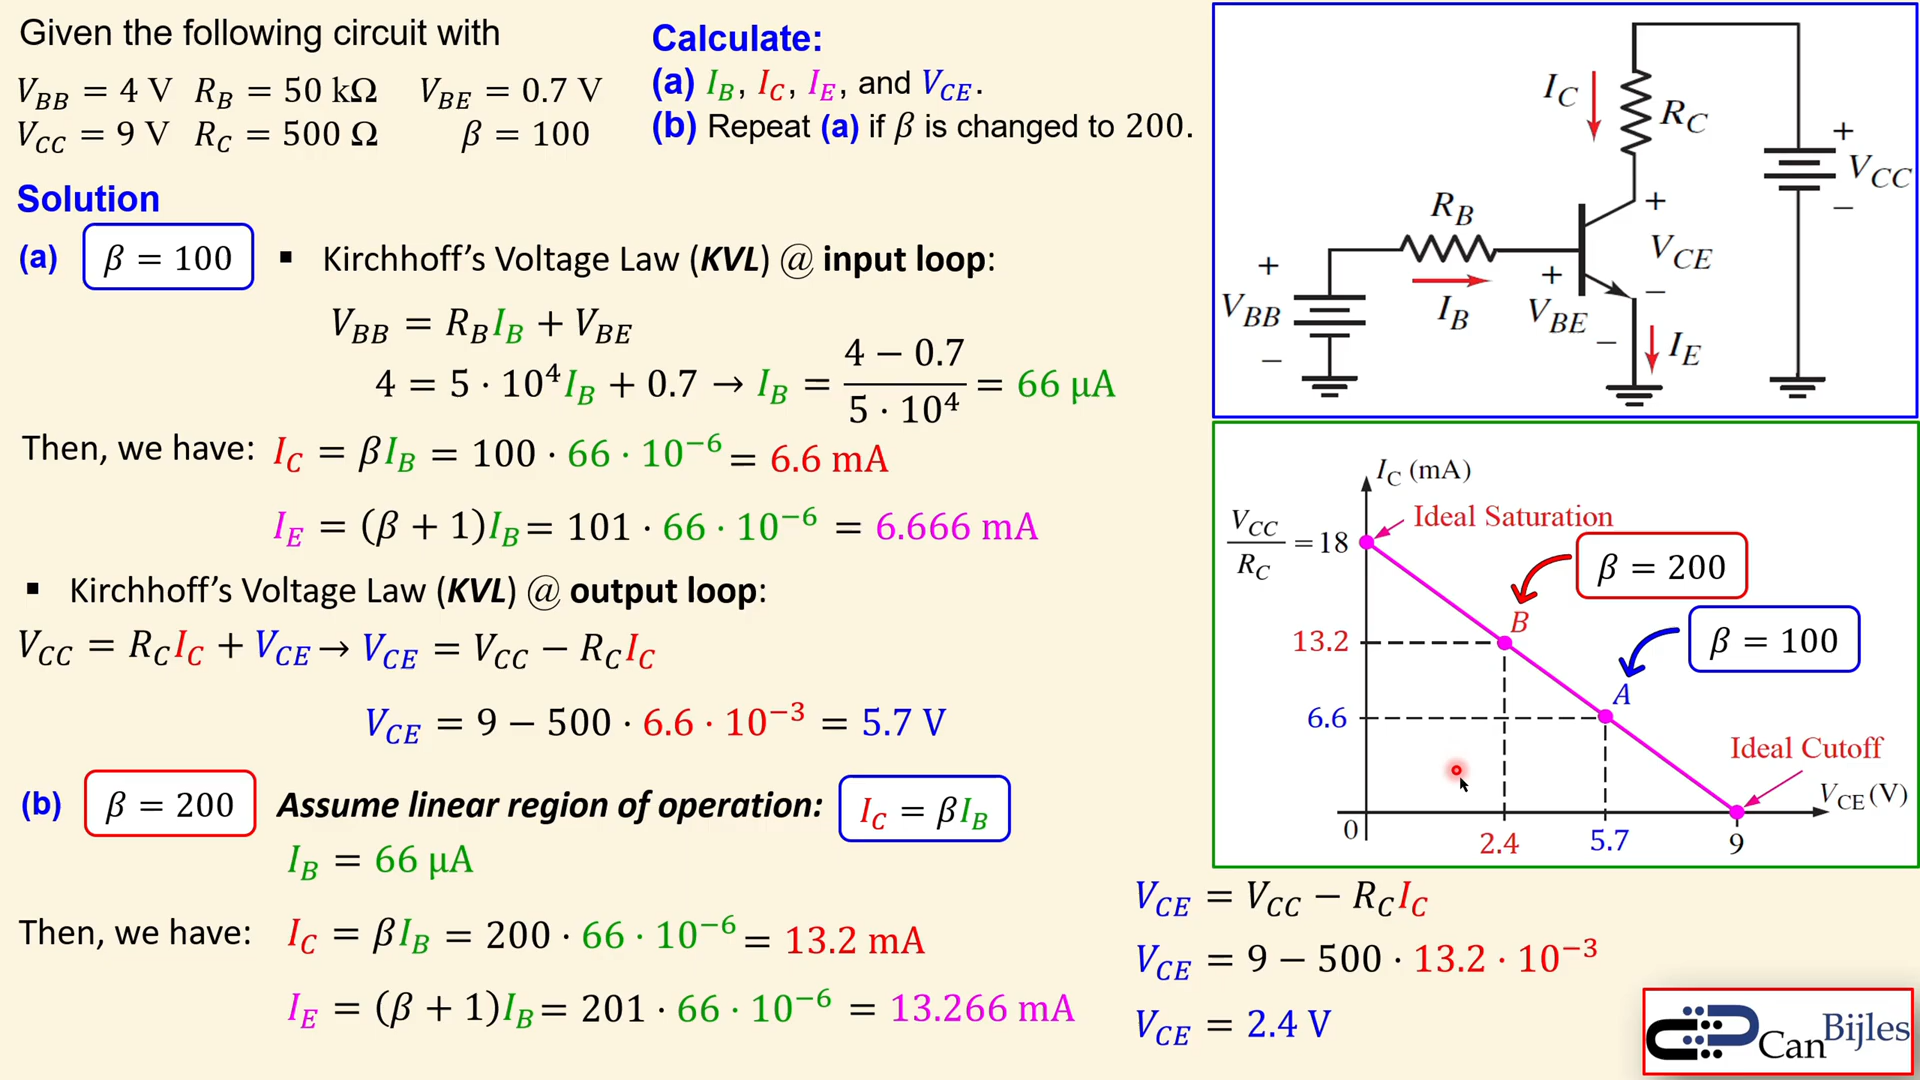 Given the following circuit with
V_BB = 4 V R_B = 50 kΩ V_BE = 0.7 V
V_CC = 9 V R_C = 500 Ω β = 100
Calculate:
(a) I_B, I_C, I_E, and V_CE.
(b) Repeat (a) if β is changed to 200.
Solution
(a) β = 100 ▪ Kirchhoff's Voltage Law (KVL) @ input loop:
V_BB = R_B I_B + V_BE
4 = 5 · 10⁴ I_B + 0.7 → I_B = (4 − 0.7)/(5 · 10⁴) = 66 μA
Then, we have: I_C = βI_B = 100 · 66 · 10⁻⁶ = 6.6 mA
I_E = (β + 1)I_B = 101 · 66 · 10⁻⁶ = 6.666 mA
▪ Kirchhoff's Voltage Law (KVL) @ output loop:
V_CC = R_C I_C + V_CE → V_CE = V_CC − R_C I_C
V_CE = 9 − 500 · 6.6 · 10⁻³ = 5.7 V
(b) β = 200 Assume linear region of operation: I_C = βI_B
I_B = 66 μA
Then, we have: I_C = βI_B = 200 · 66 · 10⁻⁶ = 13.2 mA
I_E = (β + 1)I_B = 201 · 66 · 10⁻⁶ = 13.266 mA
V_CE = V_CC − R_C I_C
V_CE = 9 − 500 · 13.2 · 10⁻³
V_CE = 2.4 V
I_C R_C
+
V_CC
−
R_B
+
V_CE
−
+
V_BB
−
I_B
+
V_BE
−
I_E
I_C (mA)
V_CC/R_C = 18
Ideal Saturation
β = 200
B
13.2
β = 100
A
6.6
Ideal Cutoff
V_CE (V)
0 2.4 5.7 9
CanBijles